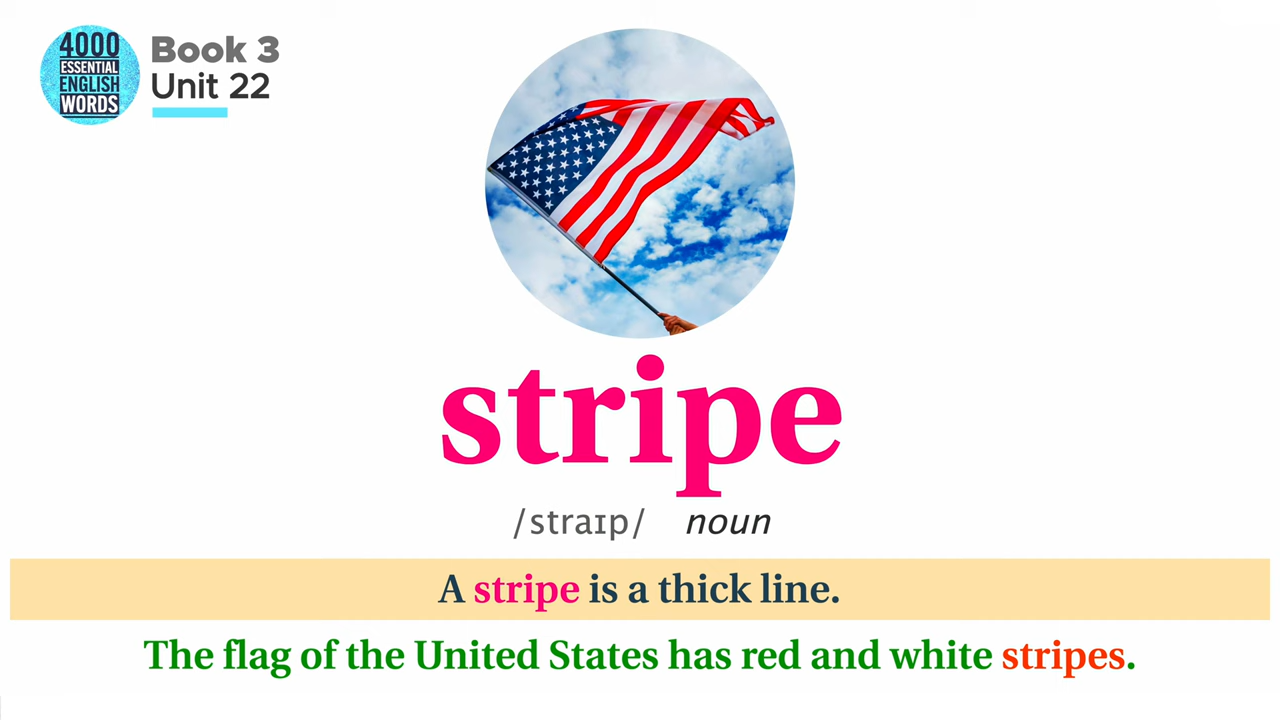 4000
ESSENTIAL
ENGLISH
WORDS
Book 3
Unit 22
stripe
/straɪp/ noun
A stripe is a thick line.
The flag of the United States has red and white stripes.